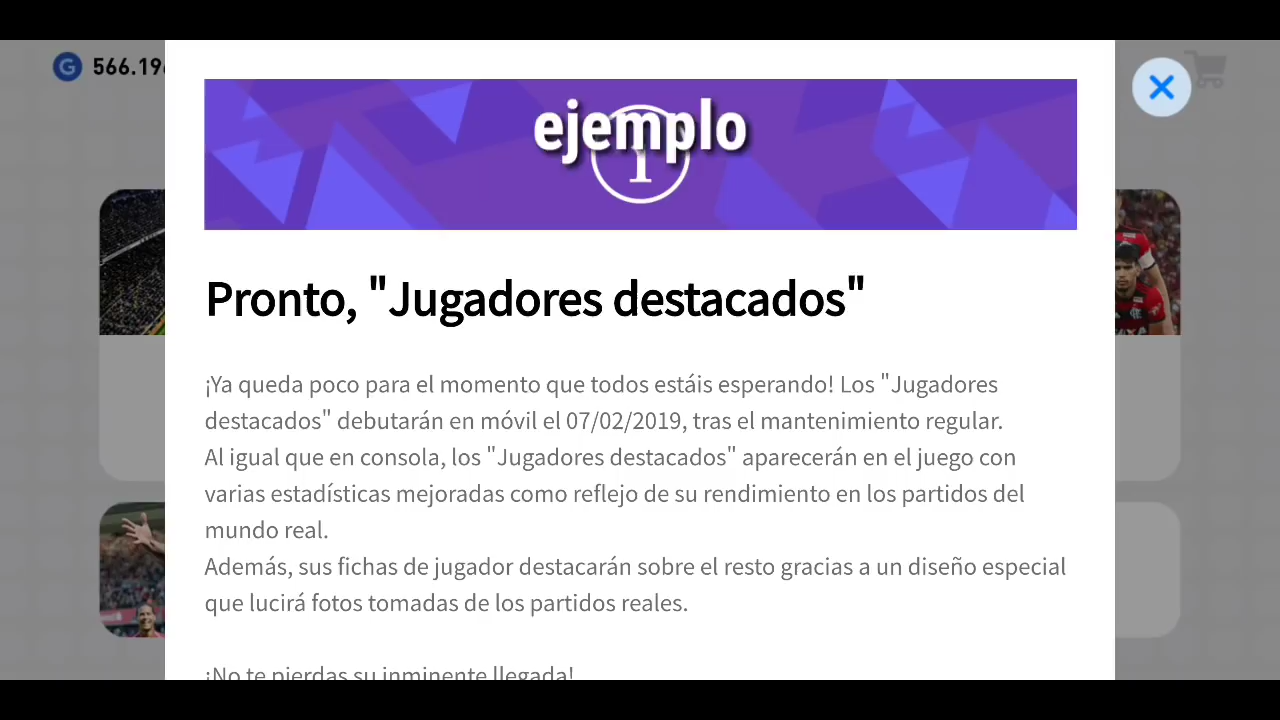 G 566.19
ejemplo
i
Pronto, "Jugadores destacados"
¡Ya queda poco para el momento que todos estáis esperando! Los "Jugadores
destacados" debutarán en móvil el 07/02/2019, tras el mantenimiento regular.
Al igual que en consola, los "Jugadores destacados" aparecerán en el juego con
varias estadísticas mejoradas como reflejo de su rendimiento en los partidos del
mundo real.
Además, sus fichas de jugador destacarán sobre el resto gracias a un diseño especial
que lucirá fotos tomadas de los partidos reales.
¡No te pierdas su inminente llegada!